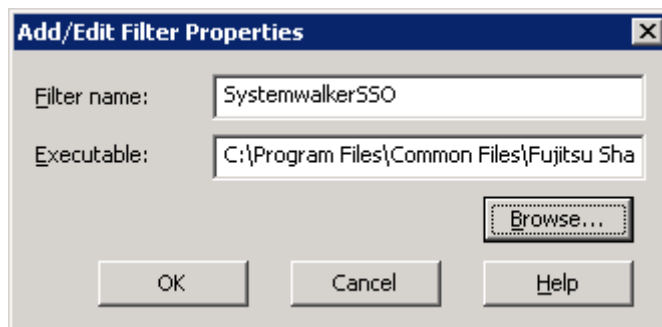 Add/Edit Filter Properties
Filter name: SystemwalkerSSO
Executable: C:\Program Files\Common Files\Fujitsu Sha
Browse...
OK Cancel Help